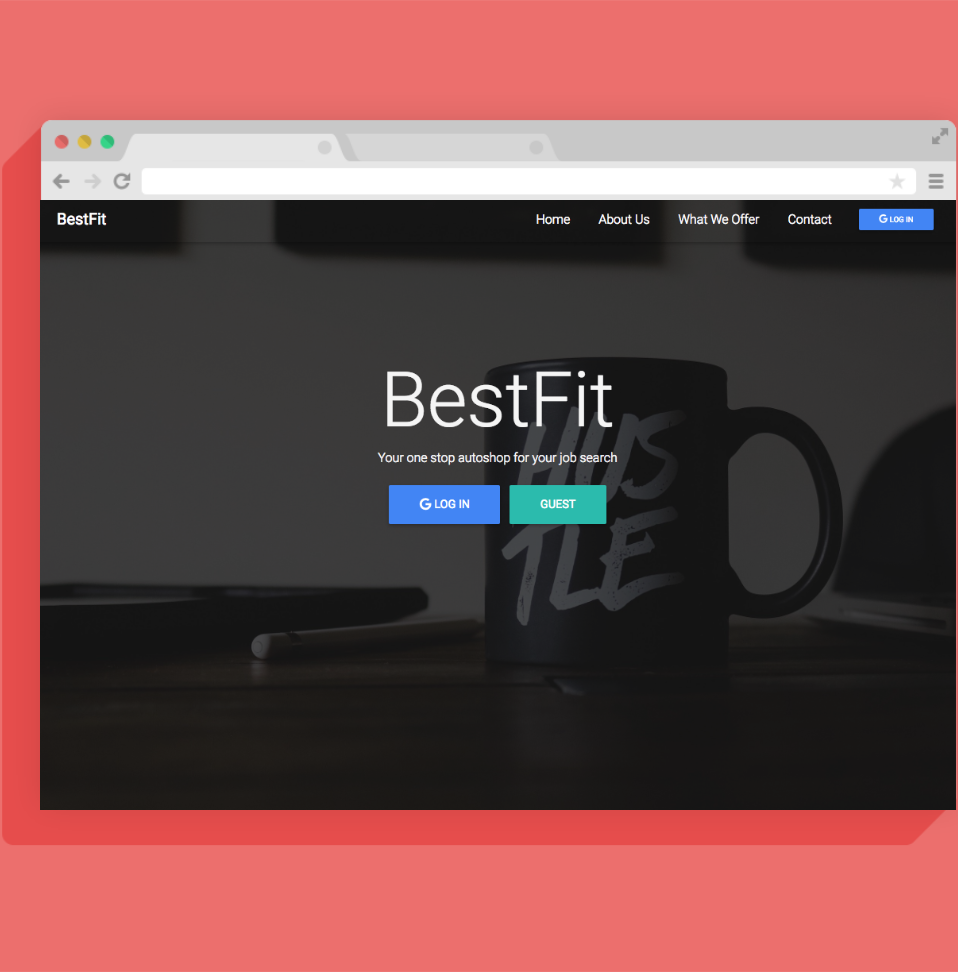 BestFit
Home About Us What We Offer Contact G LOG IN
BestFit
Your one stop autoshop for your job search
G LOG IN GUEST
HUS
TLE